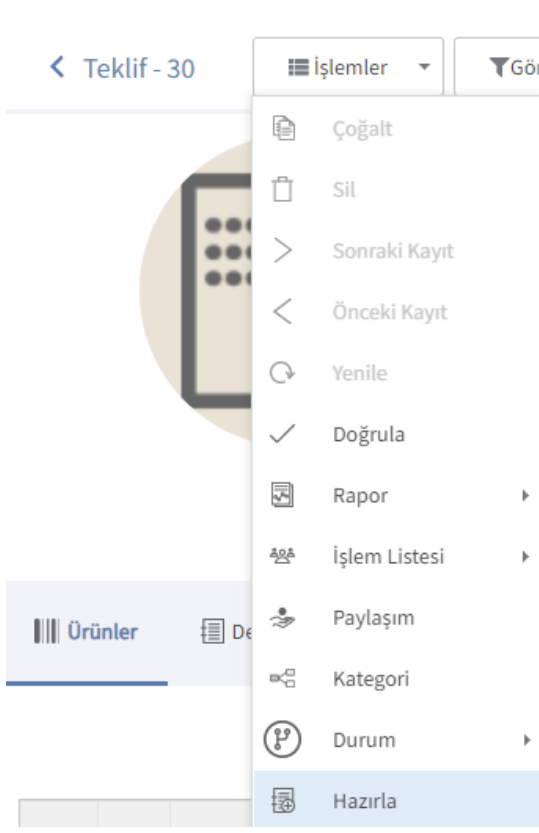 Teklif - 30
İşlemler
Çoğalt
Sil
Sonraki Kayıt
Önceki Kayıt
Yenile
Doğrula
Rapor
İşlem Listesi
Paylaşım
Ürünler
Kategori
Durum
Hazırla